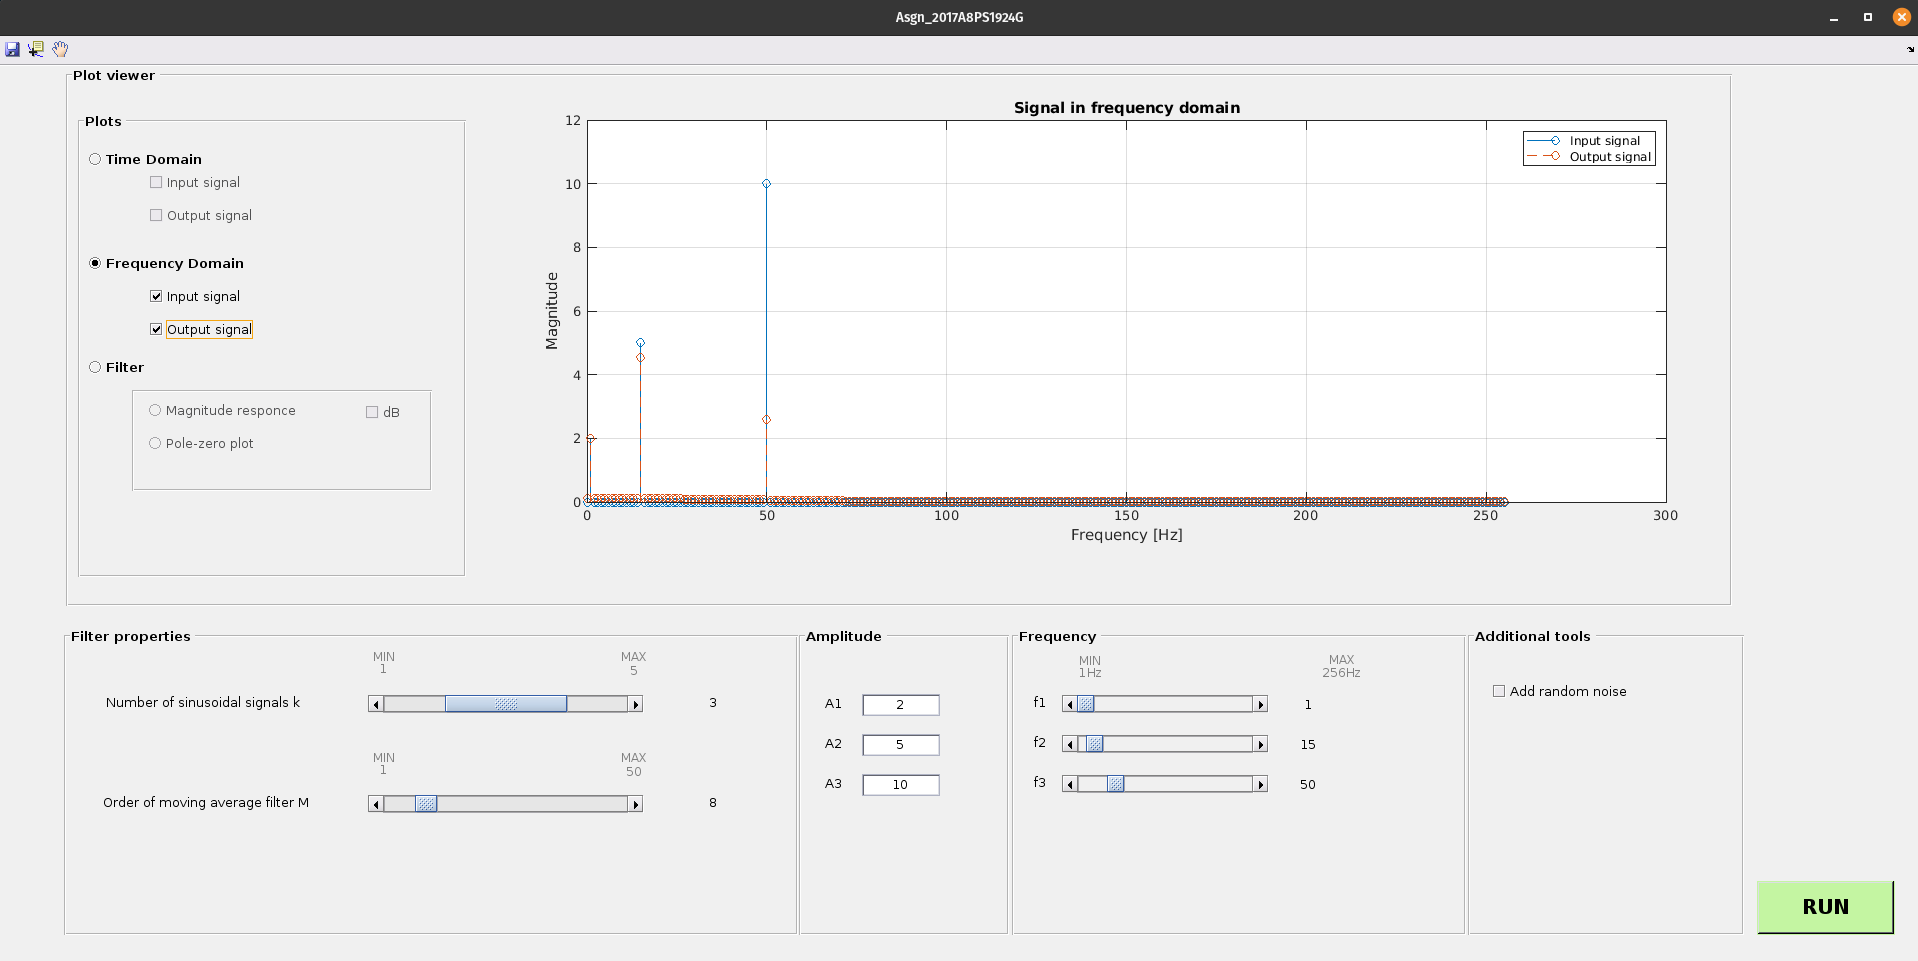 Asgn_2017A8PS1924G
Plot viewer
Plots
Time Domain
Input signal
Output signal
Frequency Domain
Input signal
Output signal
Filter
Magnitude responce
dB
Pole-zero plot
Signal in frequency domain
12
10
8
6
4
2
0
Magnitude
0 50 100 150 200 250 300
Frequency [Hz]
Input signal
Output signal
Filter properties
MIN MAX
1 5
Number of sinusoidal signals k 3
MIN MAX
1 50
Order of moving average filter M 8
Amplitude
A1 2
A2 5
A3 10
Frequency
MIN MAX
1Hz 256Hz
f1 1
f2 15
f3 50
Additional tools
Add random noise
RUN